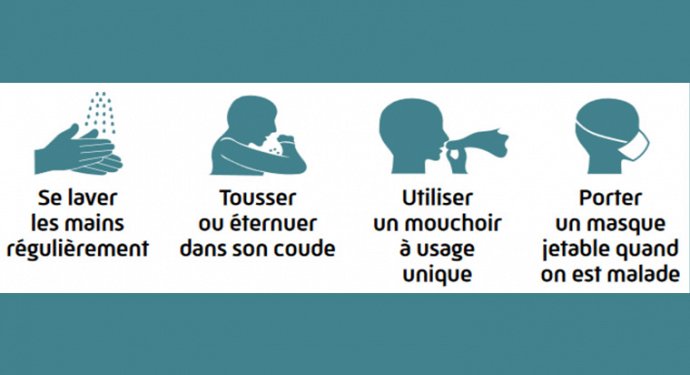 Se laver
les mains
régulièrement
Tousser
ou éternuer
dans son coude
Utiliser
un mouchoir
à usage
unique
Porter
un masque
jetable quand
on est malade